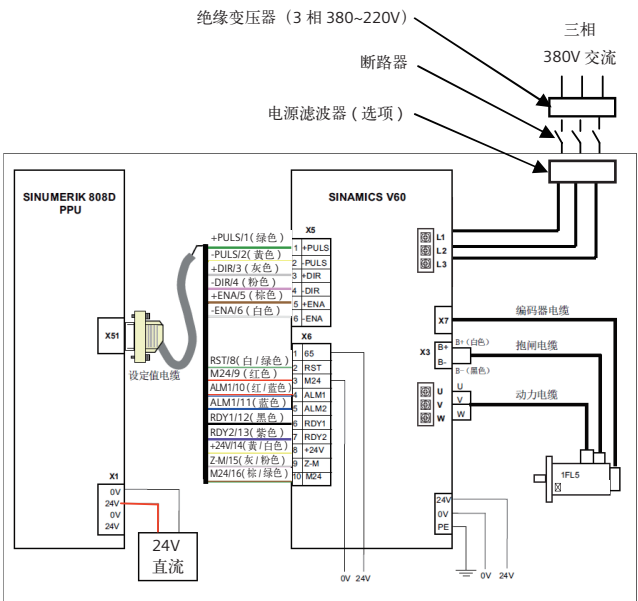 绝缘变压器（3 相 380~220V）
三相
380V 交流
断路器
电源滤波器 ( 选项 )
SINUMERIK 808D
PPU
SINAMICS V60
X5
+PULS/1( 绿色 )
1 +PULS
-PULS/2( 黄色 )
2 -PULS
+DIR/3 ( 灰色 )
3 +DIR
-DIR/4 ( 粉色 )
4 -DIR
+ENA/5 ( 棕色 )
5 +ENA
-ENA/6 ( 白色 )
6 -ENA
X6
1 65
RST/8( 白 / 绿色 )
2 RST
M24/9 ( 红色 )
3 M24
ALM1/10( 红 / 蓝色 )
4 ALM1
ALM1/11( 蓝色 )
5 ALM2
RDY1/12( 黑色 )
6 RDY1
RDY2/13( 紫色 )
7 RDY2
+24V/14( 黄 / 白色 )
8 +24V
Z-M/15( 灰 / 粉色 )
9 Z-M
M24/16( 棕 / 绿色 )
10 M24
X51
设定值电缆
X1
0V
24V
0V
24V
24V
直流
0V 24V
L1
L2
L3
X7
编码器电缆
X3
B+
B-
B+ (白色)
B- (黑色)
抱闸电缆
U
V
W
U
V
W
动力电缆
1FL5
24V
0V
PE
0V 24V